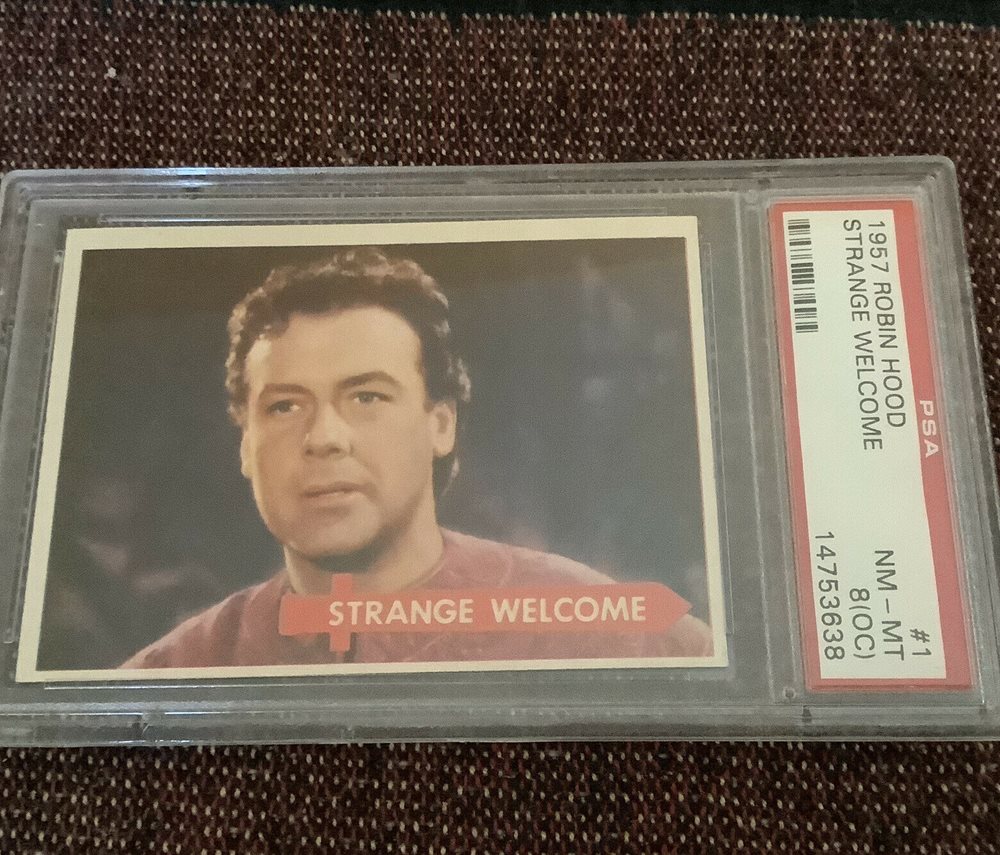 STRANGE WELCOME
PSA
1957 ROBIN HOOD #1
STRANGE WELCOME NM – MT
8(OC)
14753638